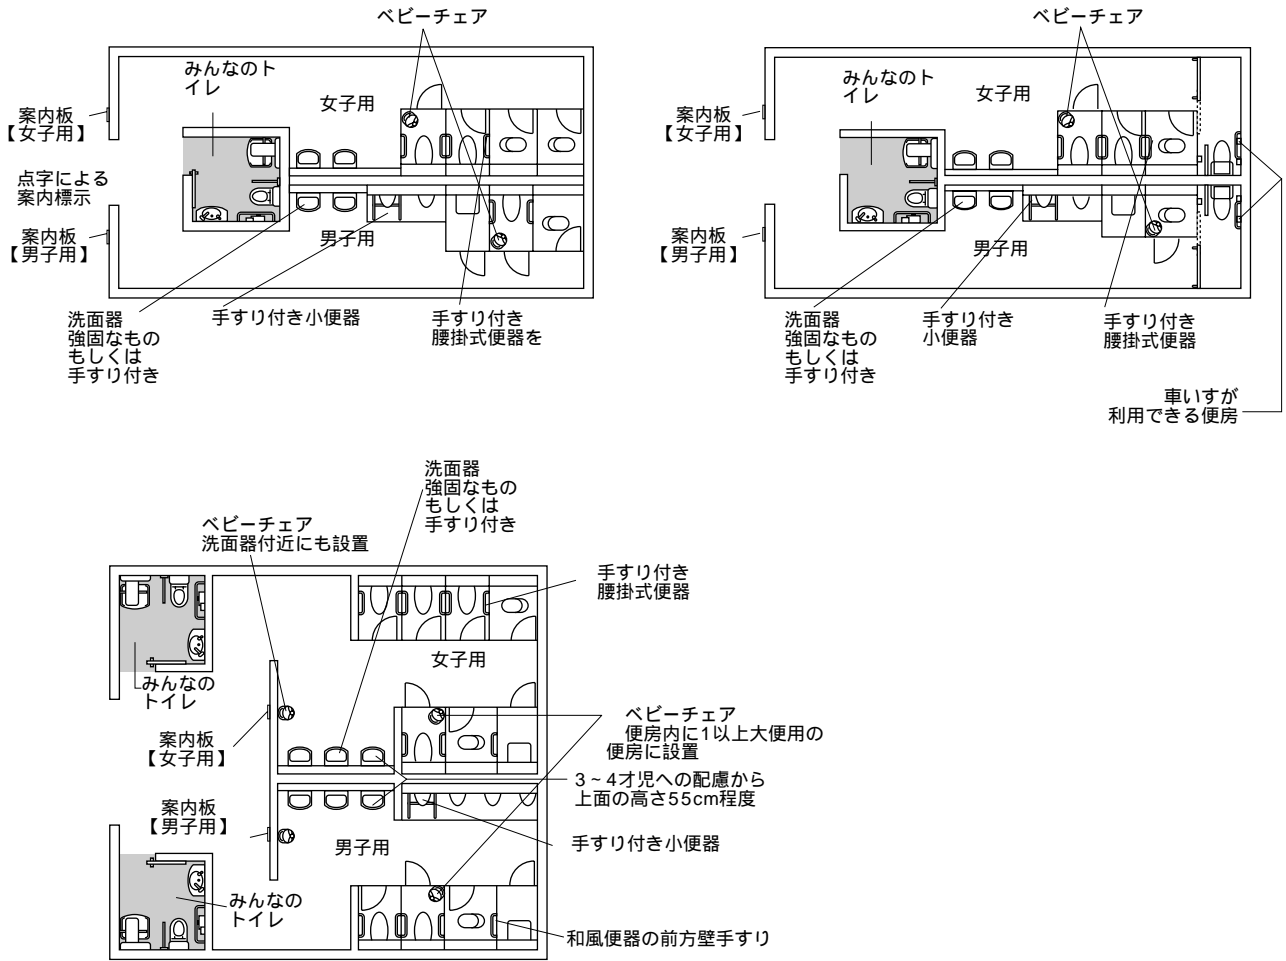 ベビーチェア
みんなのト
イレ
女子用
案内板
【女子用】
点字による
案内標示
案内板
【男子用】
男子用
洗面器
強固なもの
もしくは
手すり付き
手すり付き小便器
手すり付き
腰掛式便器を
ベビーチェア
みんなのト
イレ
女子用
案内板
【女子用】
案内板
【男子用】
男子用
洗面器
強固なもの
もしくは
手すり付き
手すり付き
小便器
手すり付き
腰掛式便器
車いすが
利用できる便房
洗面器
強固なもの
もしくは
手すり付き
ベビーチェア
洗面器付近にも設置
手すり付き
腰掛式便器
女子用
みんなの
トイレ
案内板
【女子用】
ベビーチェア
便房内に1以上大便用の
便房に設置
3~4才児への配慮から
上面の高さ55cm程度
案内板
【男子用】
手すり付き小便器
男子用
みんなの
トイレ
和風便器の前方壁手すり